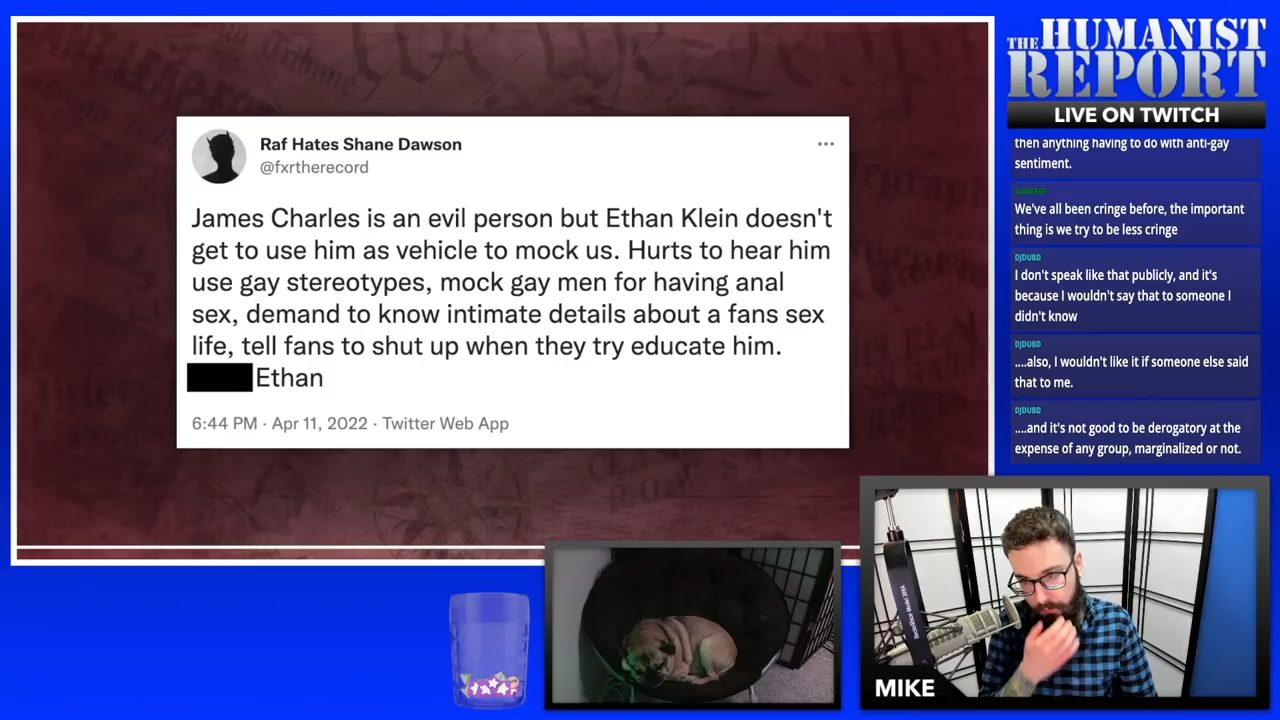 Raf Hates Shane Dawson
@fxrtherecord
James Charles is an evil person but Ethan Klein doesn't
get to use him as vehicle to mock us. Hurts to hear him
use gay stereotypes, mock gay men for having anal
sex, demand to know intimate details about a fans sex
life, tell fans to shut up when they try educate him.
Ethan
6:44 PM · Apr 11, 2022 · Twitter Web App
THE HUMANIST
REPORT
LIVE ON TWITCH
then anything having to do with anti-gay
sentiment.
We've all been cringe before, the important
thing is we try to be less cringe
DJDUBD
I don't speak like that publicly, and it's
because I wouldn't say that to someone I
didn't know
DJDUBD
....also, I wouldn't like it if someone else said
that to me.
DJDUBD
....and it's not good to be derogatory at the
expense of any group, marginalized or not.
MIKE
Tribune